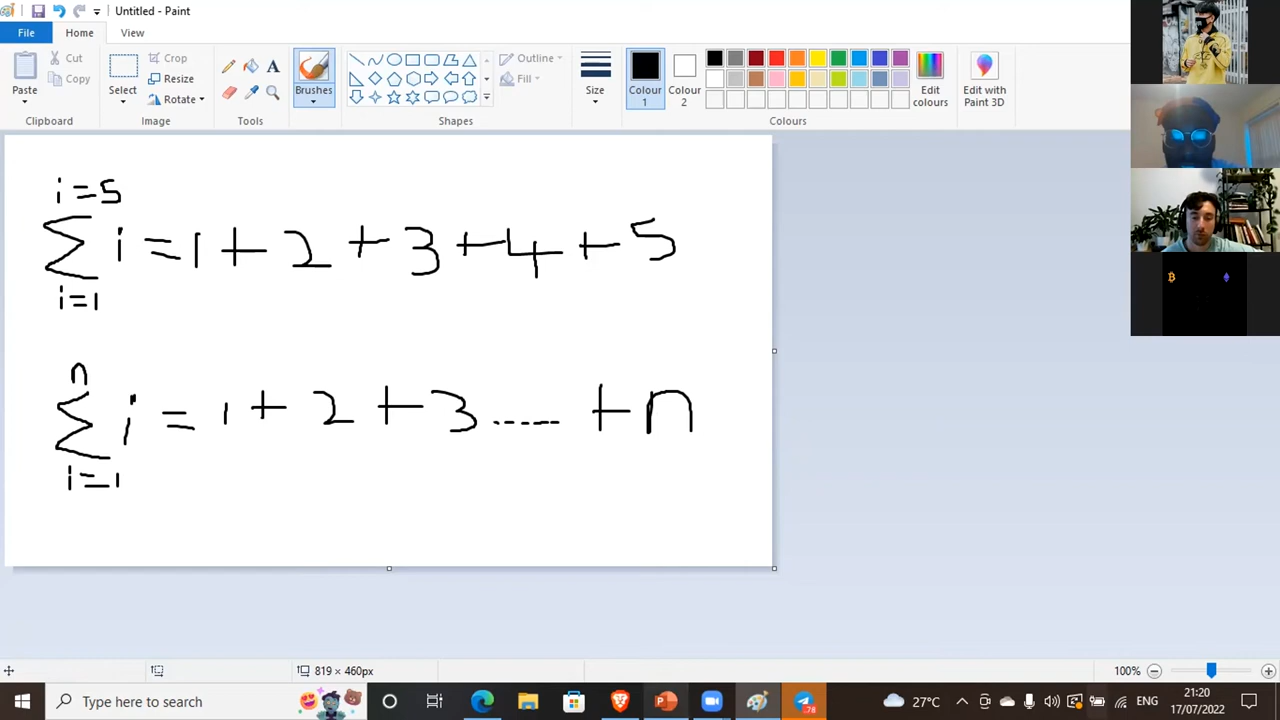 Untitled - Paint
File Home View
Paste
Cut
Copy
Clipboard
Select
Crop
Resize
Rotate
Image
A
Tools
Brushes
Shapes
Outline
Fill
Size
Colour 1
Colour 2
Edit colours
Colours
Edit with Paint 3D
i=5
∑ i = 1 + 2 + 3 + 4 + 5
i=1
n
∑ i = 1 + 2 + 3 ...... + n
i=1
819 × 460px
100%
Type here to search
78
27°C
ENG
21:20
17/07/2022